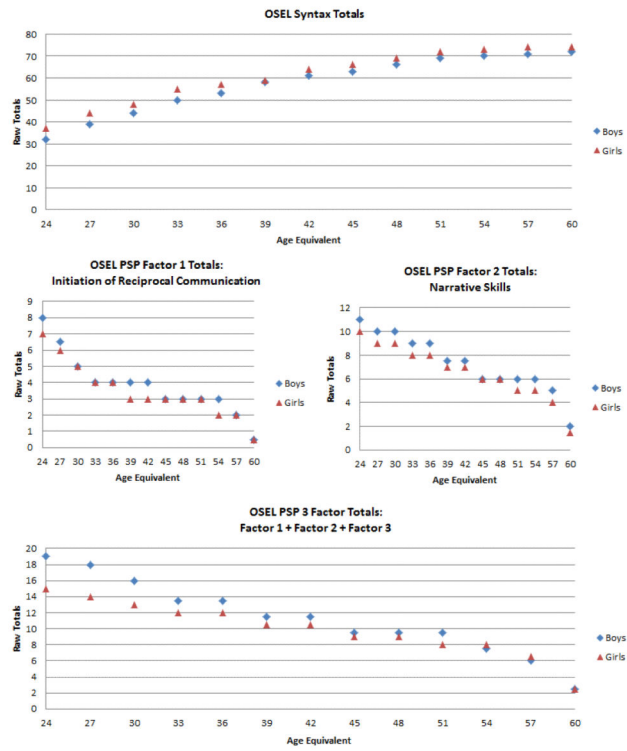 OSEL Syntax Totals
80
70
60
50
40
30
20
10
0
Raw Totals
24 27 30 33 36 39 42 45 48 51 54 57 60
Age Equivalent
Boys
Girls
OSEL PSP Factor 1 Totals:
Initiation of Reciprocal Communication
9
8
7
6
5
4
3
2
1
0
Raw Totals
24 27 30 33 36 39 42 45 48 51 54 57 60
Age Equivalent
Boys
Girls
OSEL PSP Factor 2 Totals:
Narrative Skills
12
10
8
6
4
2
0
Raw Totals
24 27 30 33 36 39 42 45 48 51 54 57 60
Age Equivalent
Boys
Girls
OSEL PSP 3 Factor Totals:
Factor 1 + Factor 2 + Factor 3
20
18
16
14
12
10
8
6
4
2
0
Raw Totals
24 27 30 33 36 39 42 45 48 51 54 57 60
Age Equivalent
Boys
Girls